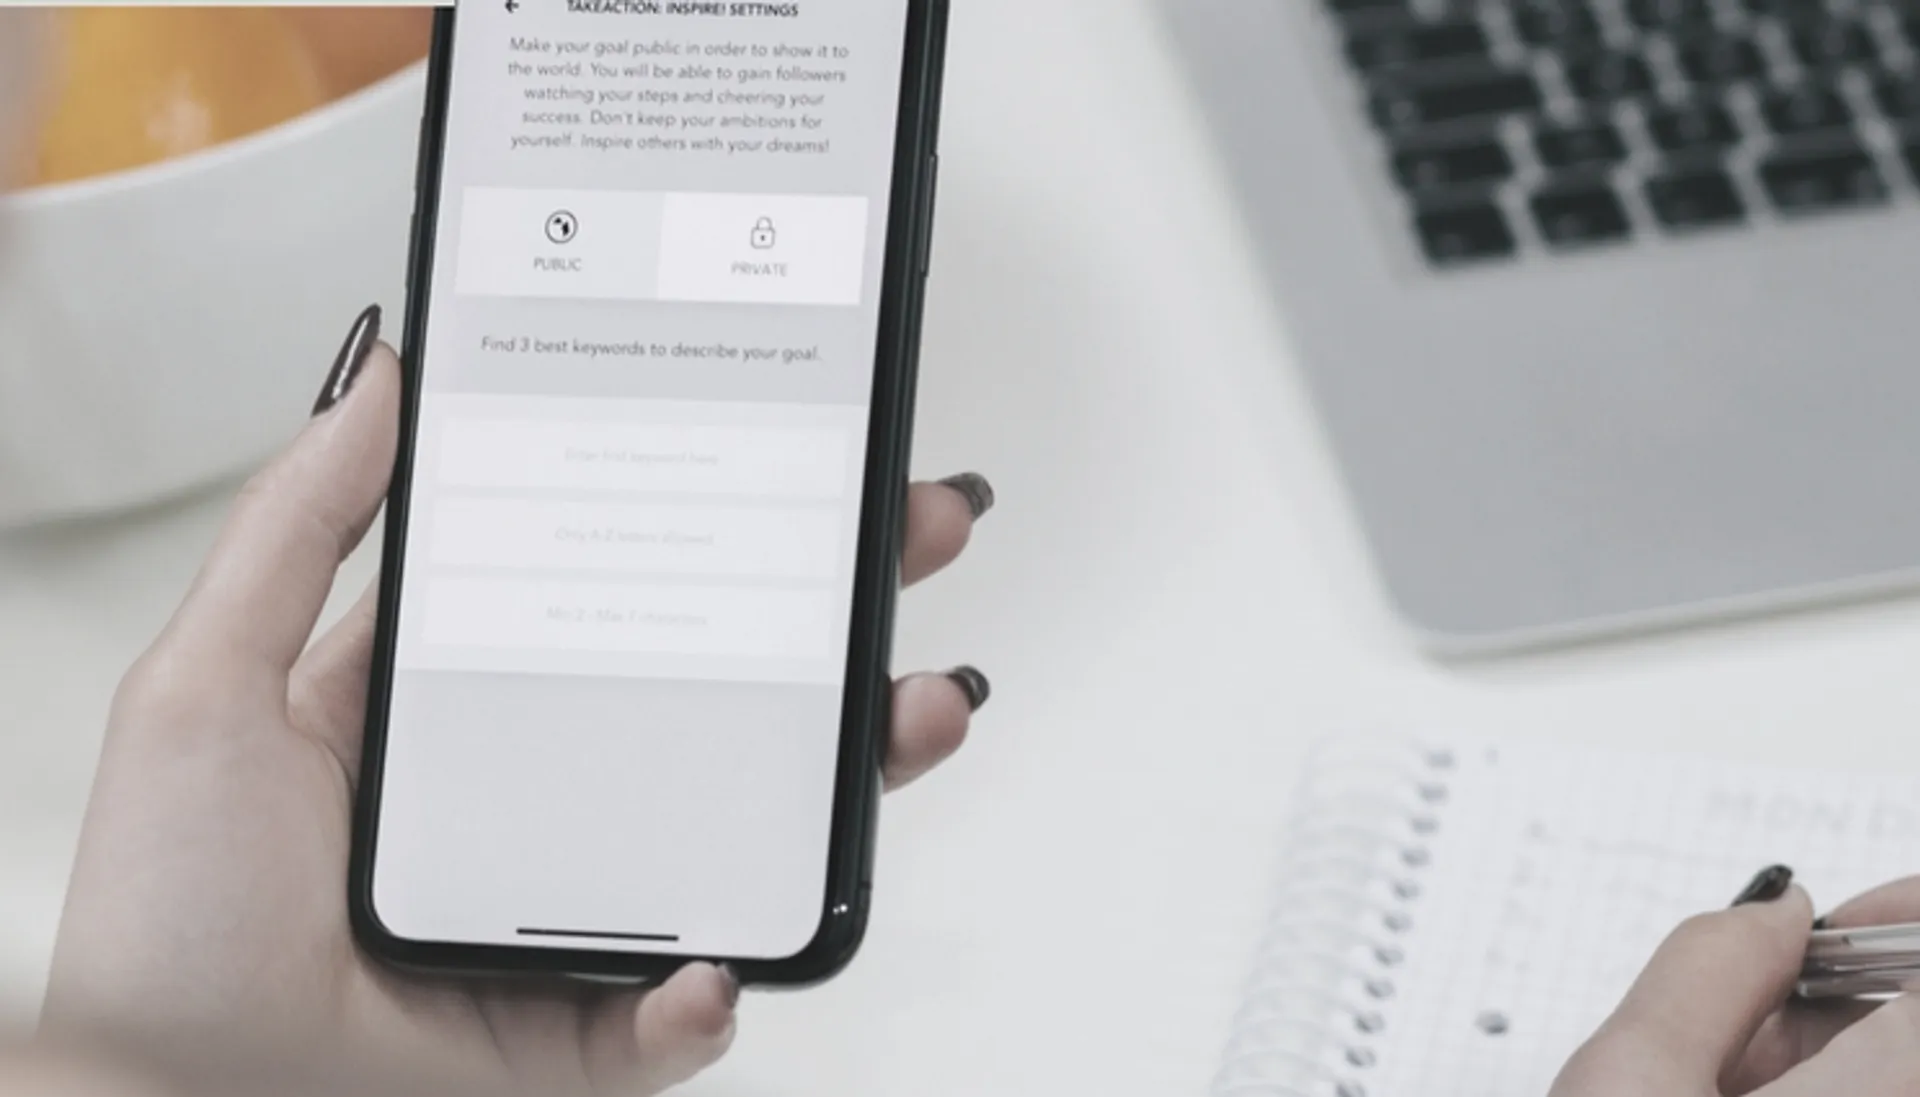 TAKEACTION: INSPIRE! SETTINGS
Make your goal public in order to show it to
the world. You will be able to gain followers
watching your steps and cheering your
success. Don't keep your ambitions for
yourself. Inspire others with your dreams!
PUBLIC
PRIVATE
Find 3 best keywords to describe your goal.
Enter first keyword here
Only A-Z letters allowed
Min 2 - Max 7 characters